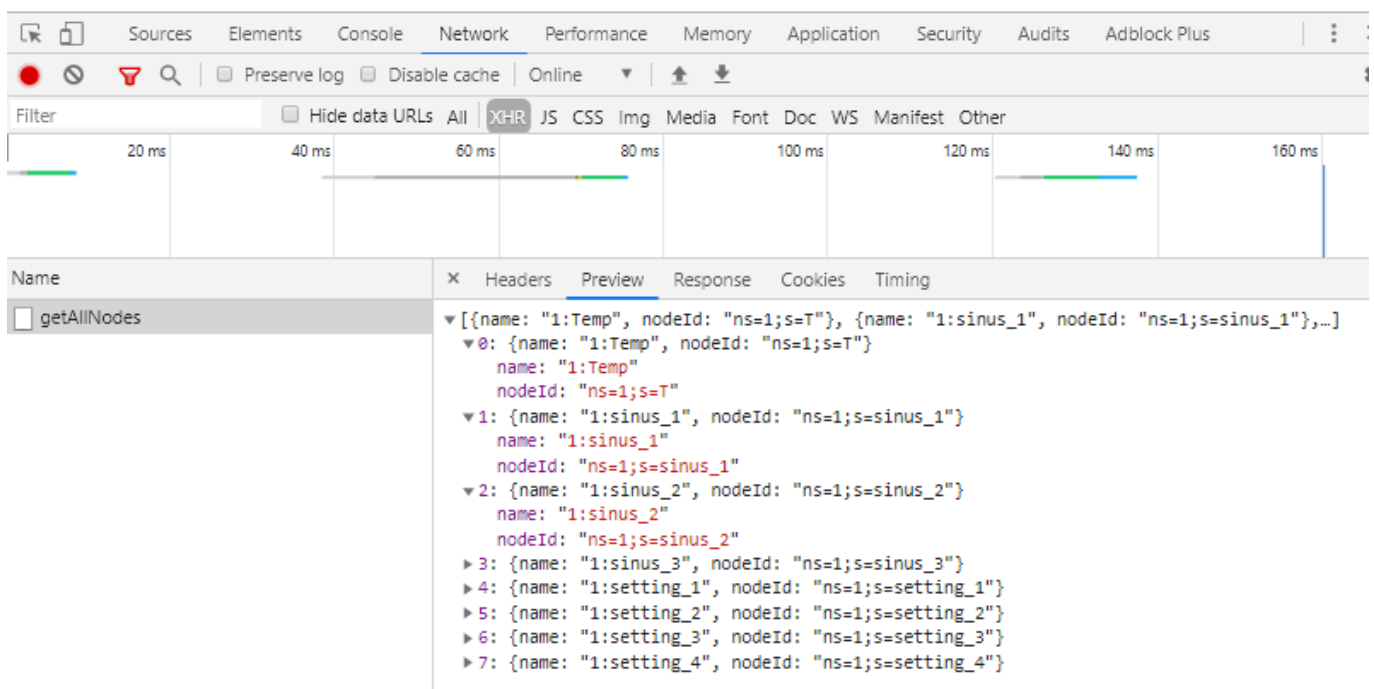 Sources Elements Console Network Performance Memory Application Security Audits Adblock Plus
Preserve log Disable cache Online
Filter Hide data URLs All XHR JS CSS Img Media Font Doc WS Manifest Other
20 ms 40 ms 60 ms 80 ms 100 ms 120 ms 140 ms 160 ms
Name × Headers Preview Response Cookies Timing
getAllNodes
[{name: "1:Temp", nodeId: "ns=1;s=T"}, {name: "1:sinus_1", nodeId: "ns=1;s=sinus_1"},…]
0: {name: "1:Temp", nodeId: "ns=1;s=T"}
name: "1:Temp"
nodeId: "ns=1;s=T"
1: {name: "1:sinus_1", nodeId: "ns=1;s=sinus_1"}
name: "1:sinus_1"
nodeId: "ns=1;s=sinus_1"
2: {name: "1:sinus_2", nodeId: "ns=1;s=sinus_2"}
name: "1:sinus_2"
nodeId: "ns=1;s=sinus_2"
3: {name: "1:sinus_3", nodeId: "ns=1;s=sinus_3"}
4: {name: "1:setting_1", nodeId: "ns=1;s=setting_1"}
5: {name: "1:setting_2", nodeId: "ns=1;s=setting_2"}
6: {name: "1:setting_3", nodeId: "ns=1;s=setting_3"}
7: {name: "1:setting_4", nodeId: "ns=1;s=setting_4"}